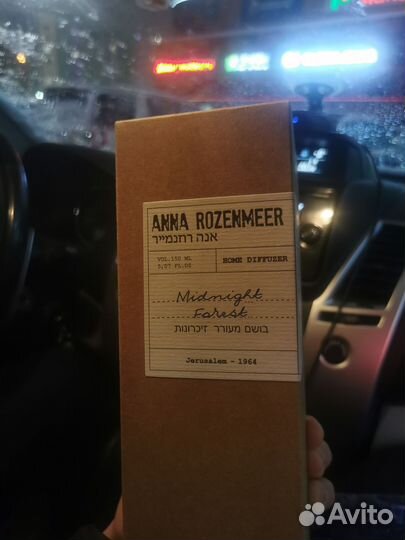 ANNA ROZENMEER
אנה רוזנמייר
VOL.150 ML
5,07 FL.OZ
HOME DIFFUZER
Midnight
Forest
בושם מעורר זיכרונות
Jerusalem - 1964
Avito